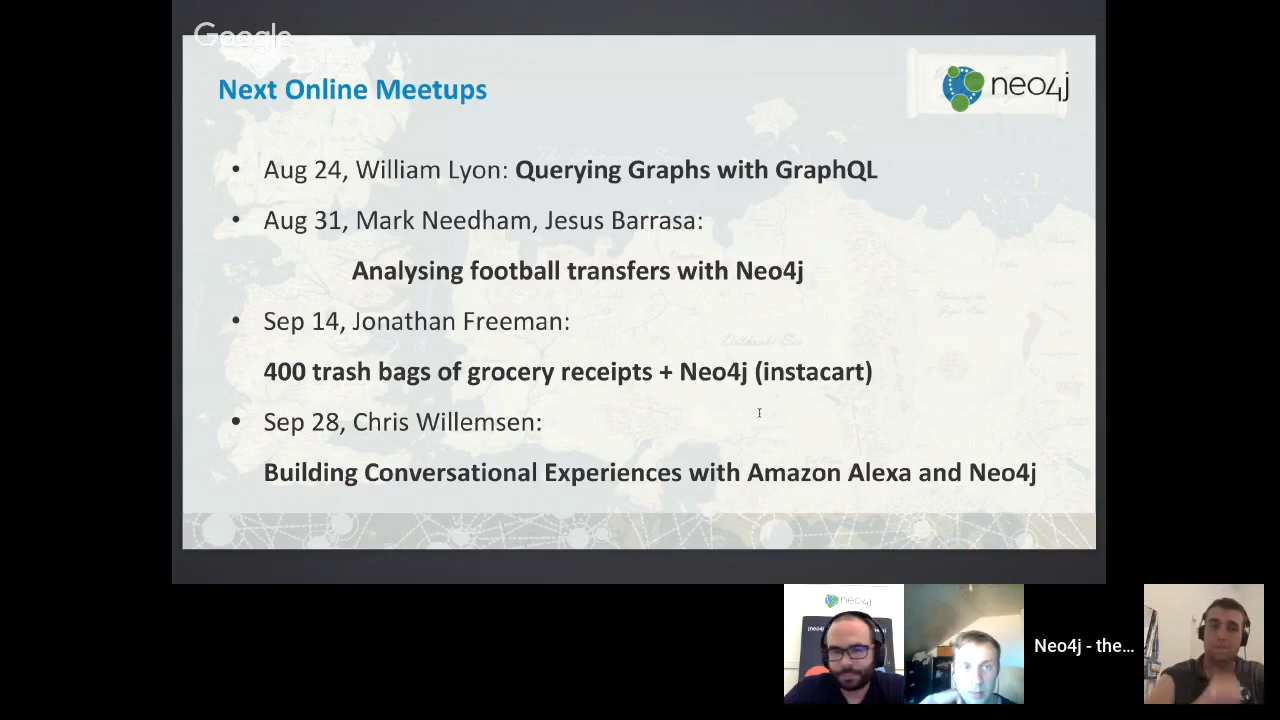 Google
Next Online Meetups
neo4j
• Aug 24, William Lyon: Querying Graphs with GraphQL
• Aug 31, Mark Needham, Jesus Barrasa:
Analysing football transfers with Neo4j
• Sep 14, Jonathan Freeman:
400 trash bags of grocery receipts + Neo4j (instacart)
• Sep 28, Chris Willemsen:
Building Conversational Experiences with Amazon Alexa and Neo4j
neo4j
Neo4j - the...